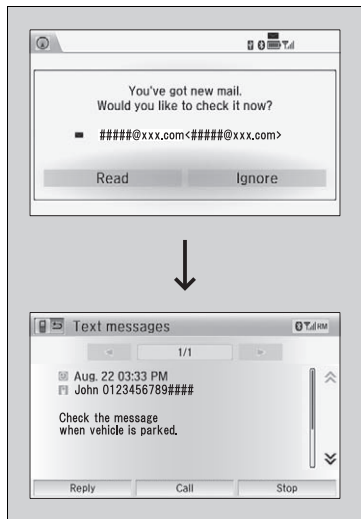 You've got new mail.
Would you like to check it now?
#####@xxx.com<#####@xxx.com>
Read Ignore
Text messages RM
1/1
Aug. 22 03:33 PM
John 0123456789####
Check the message
when vehicle is parked.
Reply Call Stop